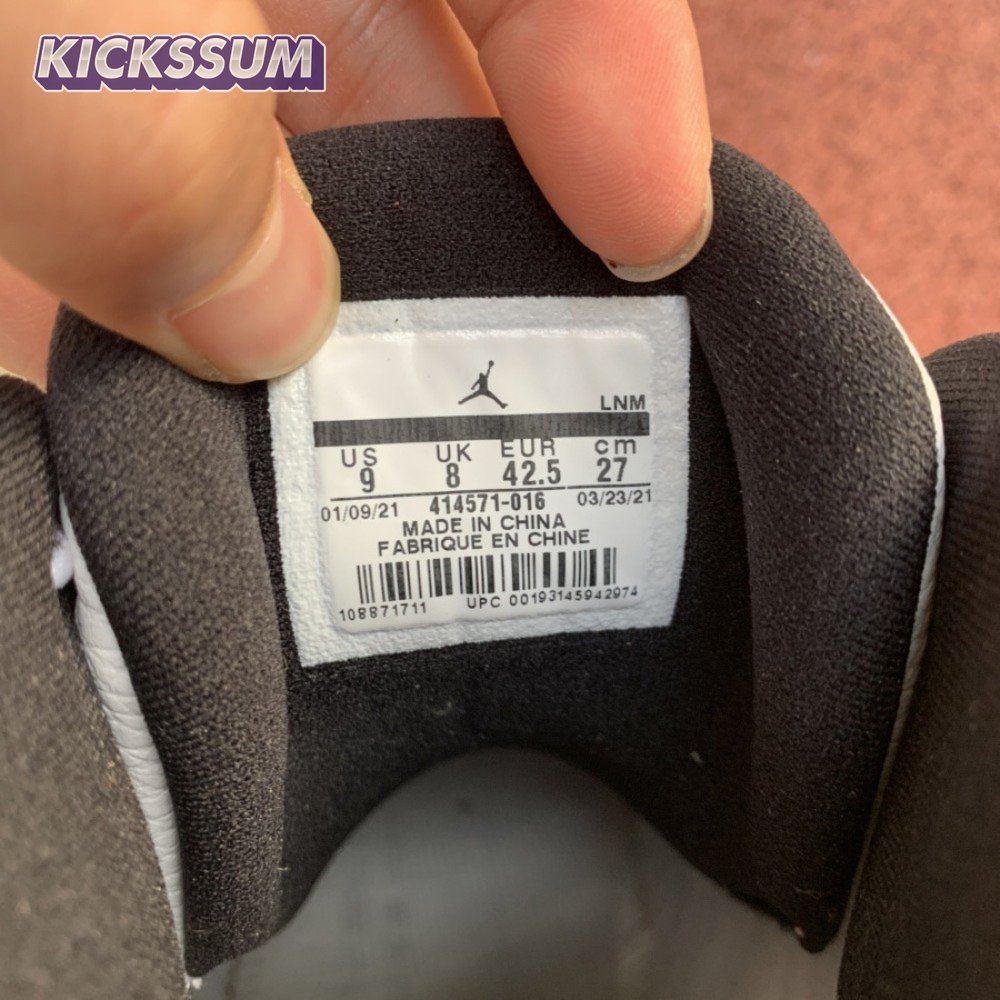 KICKSSUM
LNM
US UK EUR cm
9 8 42.5 27
01/09/21 414571-016 03/23/21
MADE IN CHINA
FABRIQUE EN CHINE
108871711 UPC 00193145942974